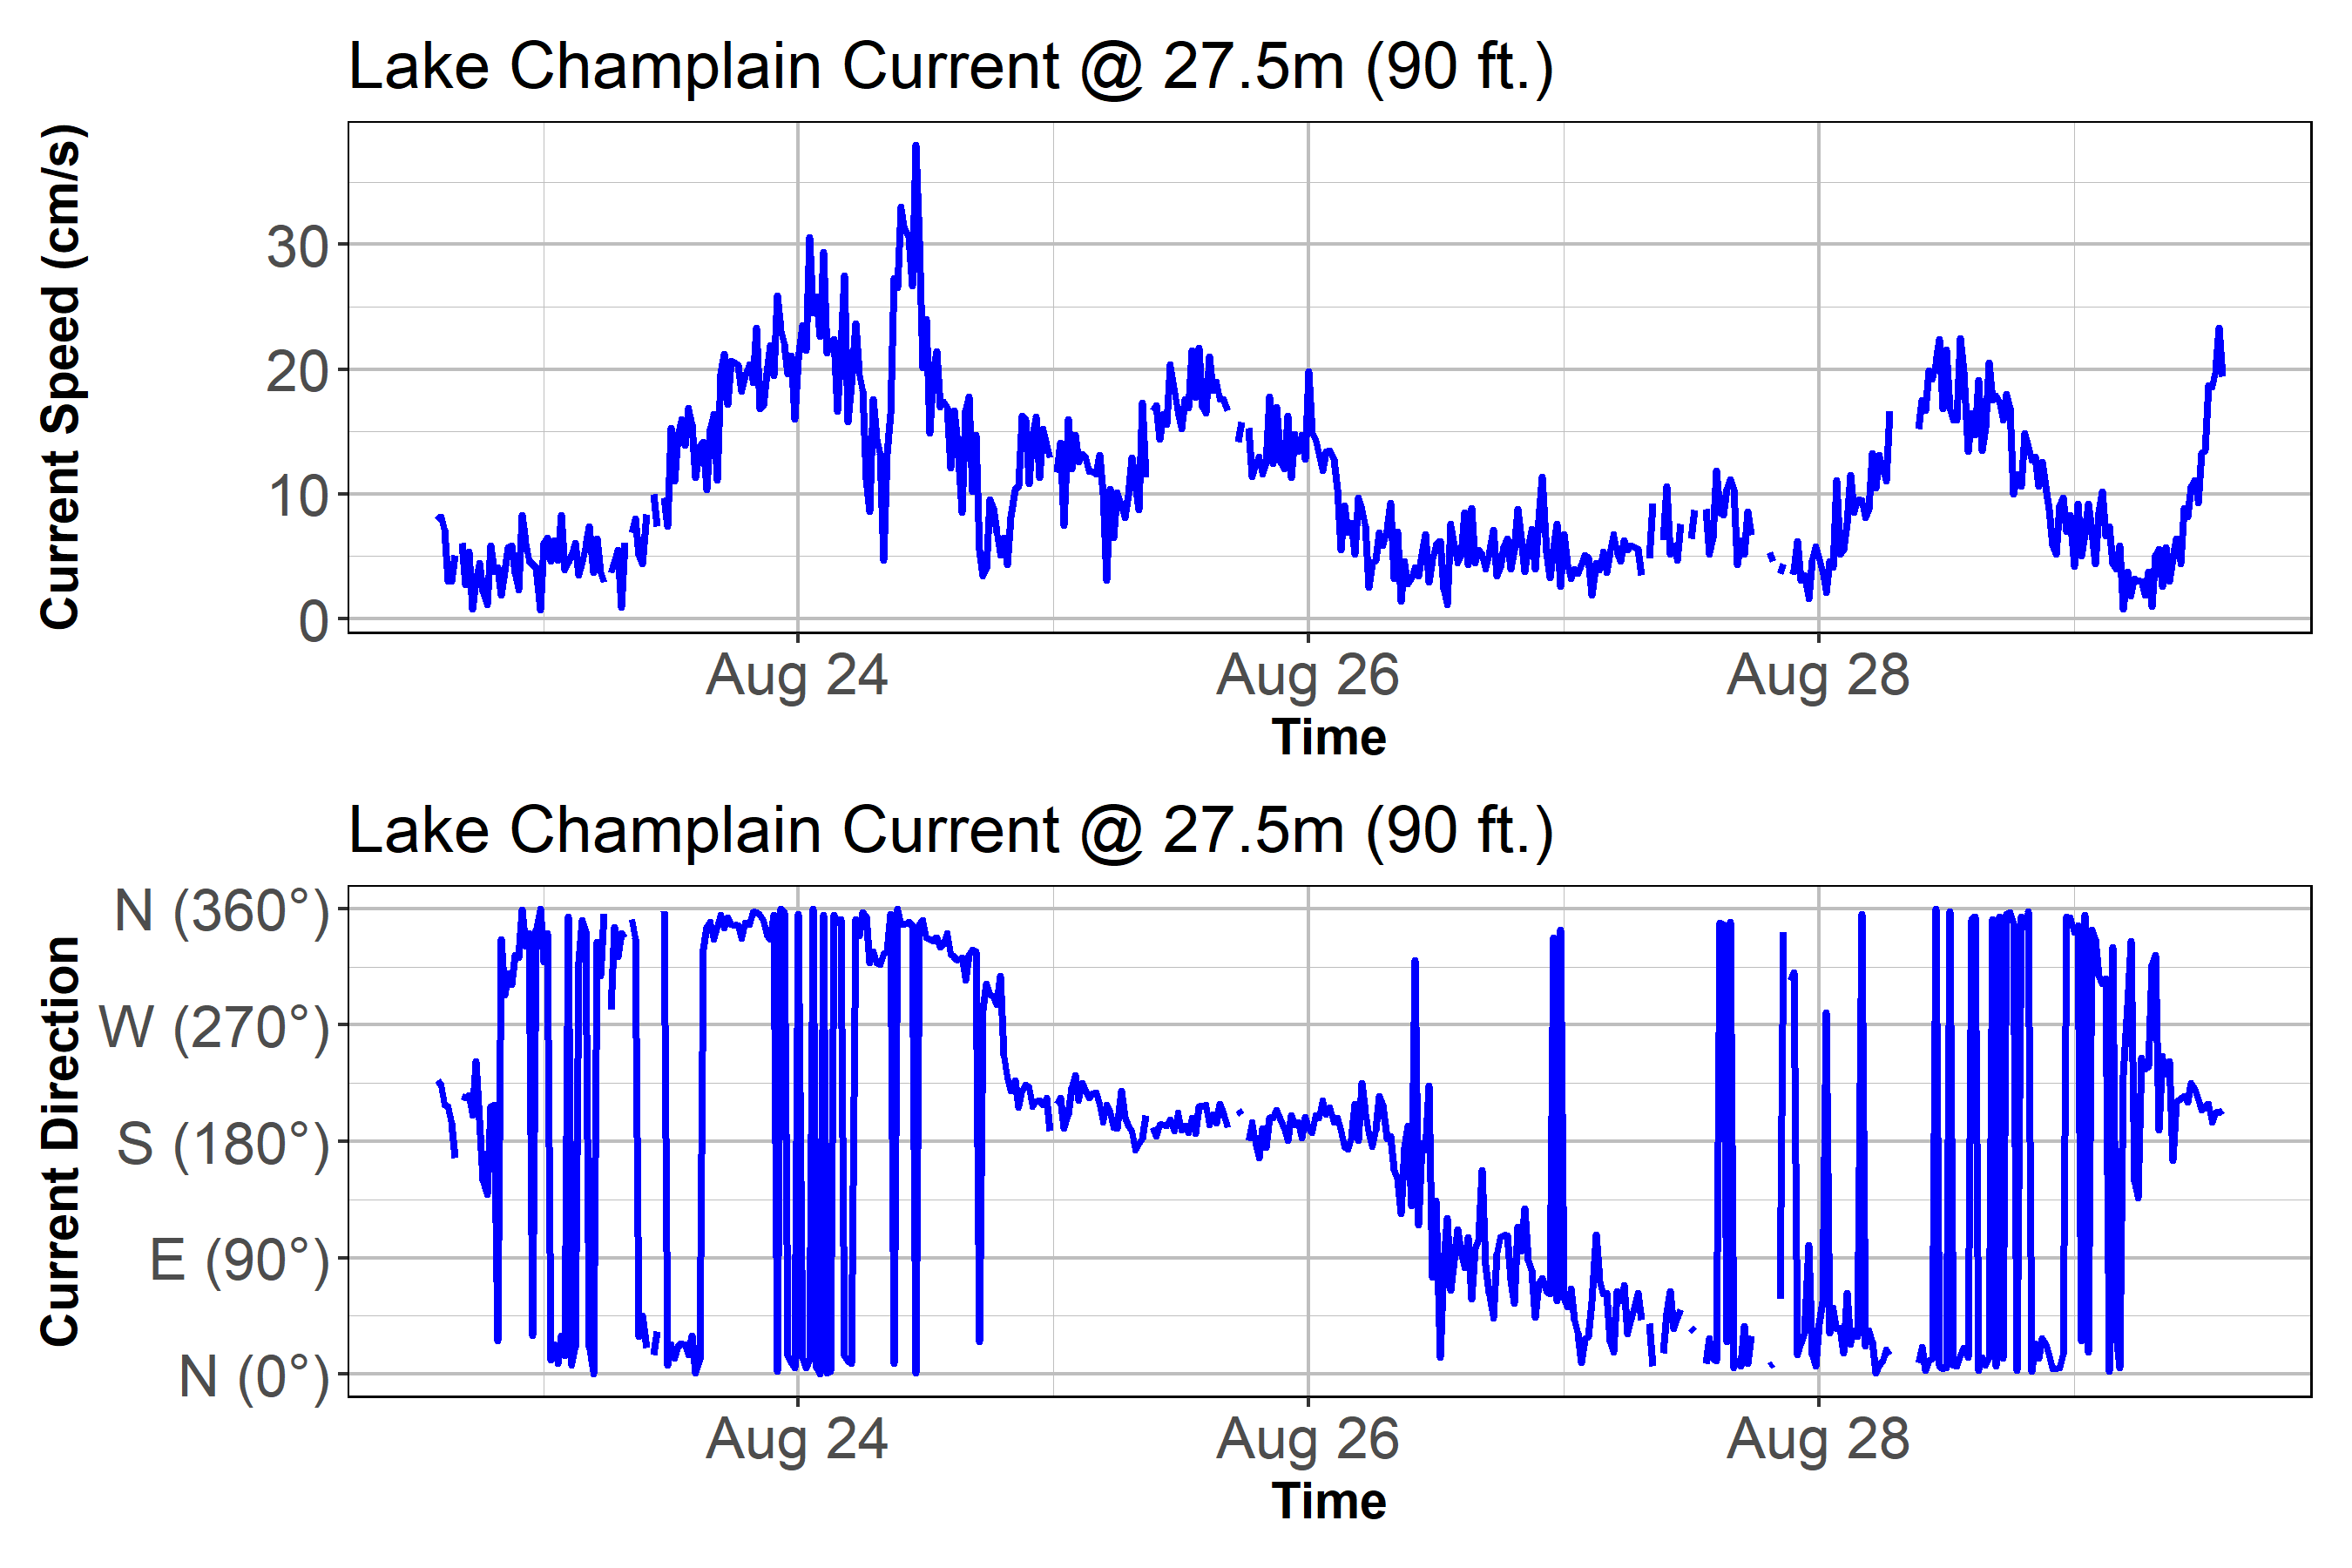 Lake Champlain Current @ 27.5m (90 ft.)
Current Speed (cm/s)
30
20
10
0
Aug 24 Aug 26 Aug 28
Time
Lake Champlain Current @ 27.5m (90 ft.)
Current Direction
N (360°)
W (270°)
S (180°)
E (90°)
N (0°)
Aug 24 Aug 26 Aug 28
Time